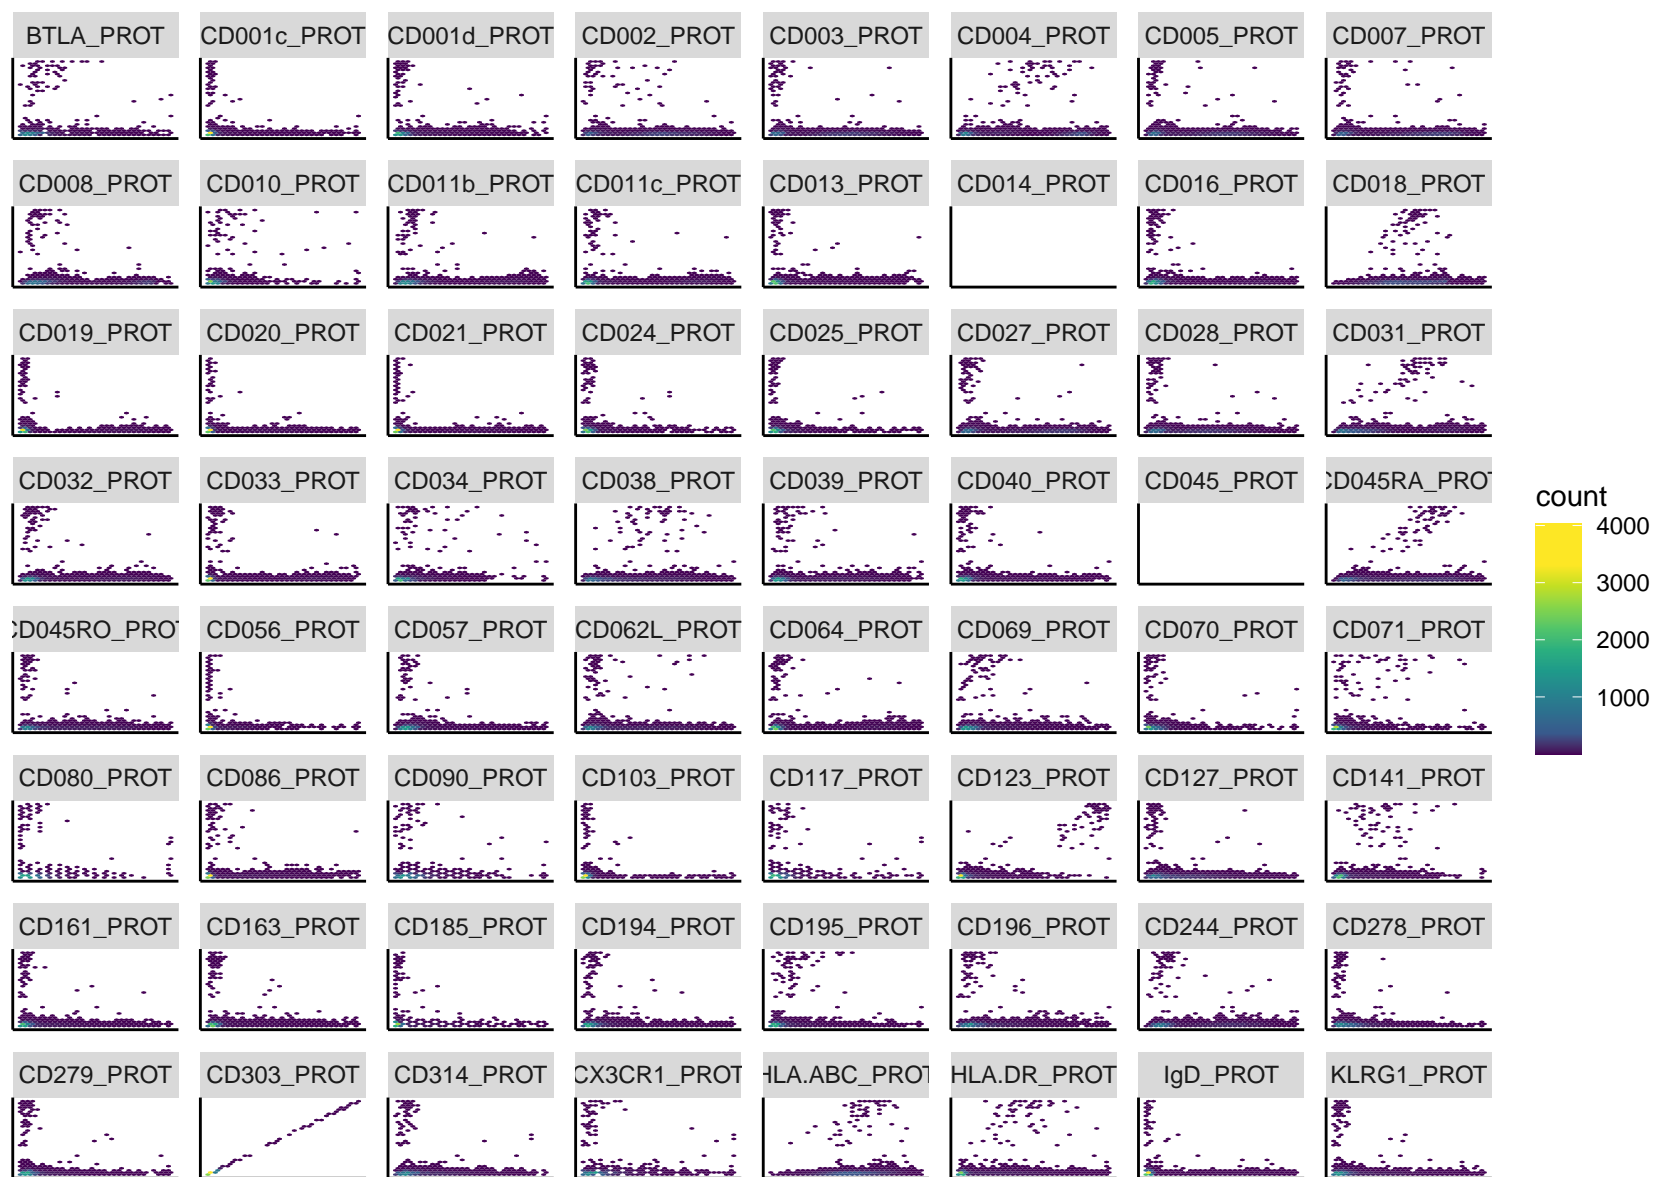 BTLA_PROT CD001c_PROT CD001d_PROT CD002_PROT CD003_PROT CD004_PROT CD005_PROT CD007_PROT
CD008_PROT CD010_PROT CD011b_PROT CD011c_PROT CD013_PROT CD014_PROT CD016_PROT CD018_PROT
CD019_PROT CD020_PROT CD021_PROT CD024_PROT CD025_PROT CD027_PROT CD028_PROT CD031_PROT
CD032_PROT CD033_PROT CD034_PROT CD038_PROT CD039_PROT CD040_PROT CD045_PROT CD045RA_PROT
CD045RO_PROT CD056_PROT CD057_PROT CD062L_PROT CD064_PROT CD069_PROT CD070_PROT CD071_PROT
CD080_PROT CD086_PROT CD090_PROT CD103_PROT CD117_PROT CD123_PROT CD127_PROT CD141_PROT
CD161_PROT CD163_PROT CD185_PROT CD194_PROT CD195_PROT CD196_PROT CD244_PROT CD278_PROT
CD279_PROT CD303_PROT CD314_PROT CX3CR1_PROT HLA.ABC_PROT HLA.DR_PROT IgD_PROT KLRG1_PROT
count
4000
3000
2000
1000